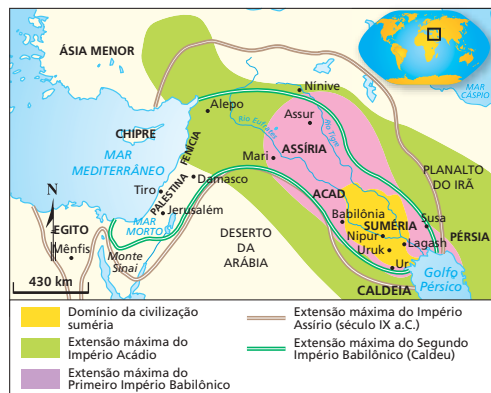 ÁSIA MENOR
MAR
CÁSPIO
Nínive
Alepo
Assur
Rio Eufrates
Rio Tigre
CHIPRE
FENÍCIA
ASSÍRIA
MAR
MEDITERRÂNEO
Mari
PLANALTO
DO IRÃ
PALESTINA
Damasco
Tiro
ACAD
N
Jerusalém
MAR
MORTO
Babilônia
SUMÉRIA
Susa
EGITO
DESERTO
DA
ARÁBIA
Nipur
Lagash
PÉRSIA
Mênfis
Uruk
Monte
Sinai
Ur
Golfo
Pérsico
430 km
CALDEIA
Domínio da civilização
suméria
Extensão máxima do
Império Acádio
Extensão máxima do
Primeiro Império Babilônico
Extensão máxima do Império
Assírio (século IX a.C.)
Extensão máxima do Segundo
Império Babilônico (Caldeu)